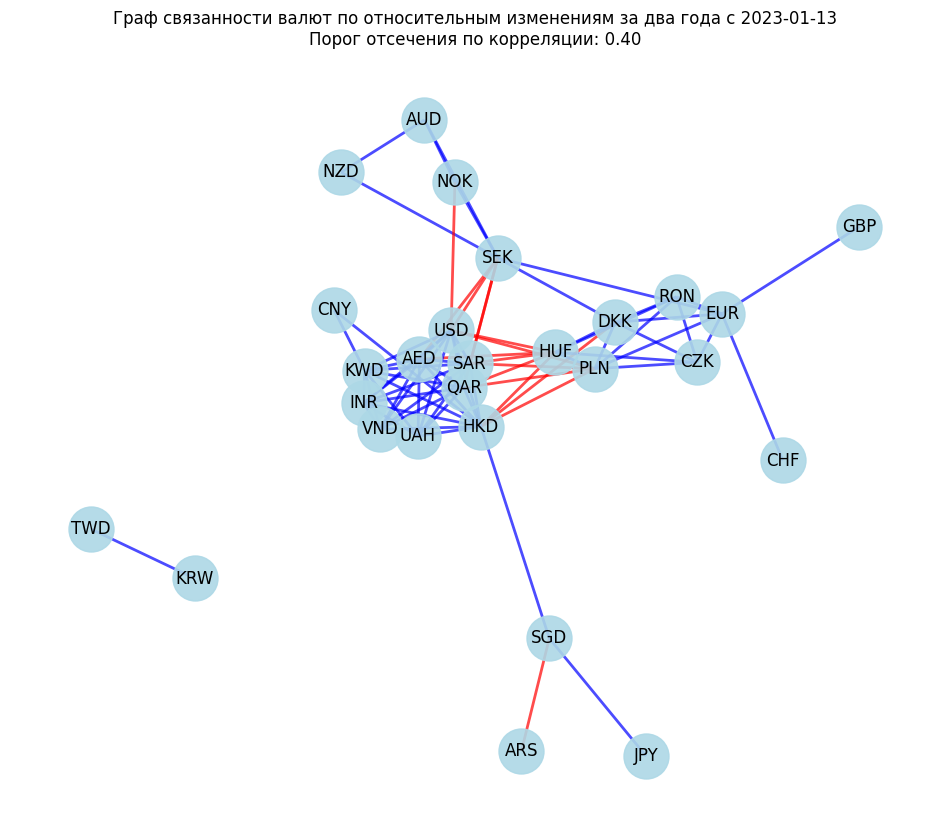 Граф связанности валют по относительным изменениям за два года с 2023-01-13
Порог отсечения по корреляции: 0.40
AUD
NZD
NOK
GBP
SEK
RON
CNY
EUR
DKK
USD
HUF
AED
SAR
CZK
PLN
KWD
QAR
INR
HKD
VND
UAH
CHF
TWD
KRW
SGD
ARS
JPY